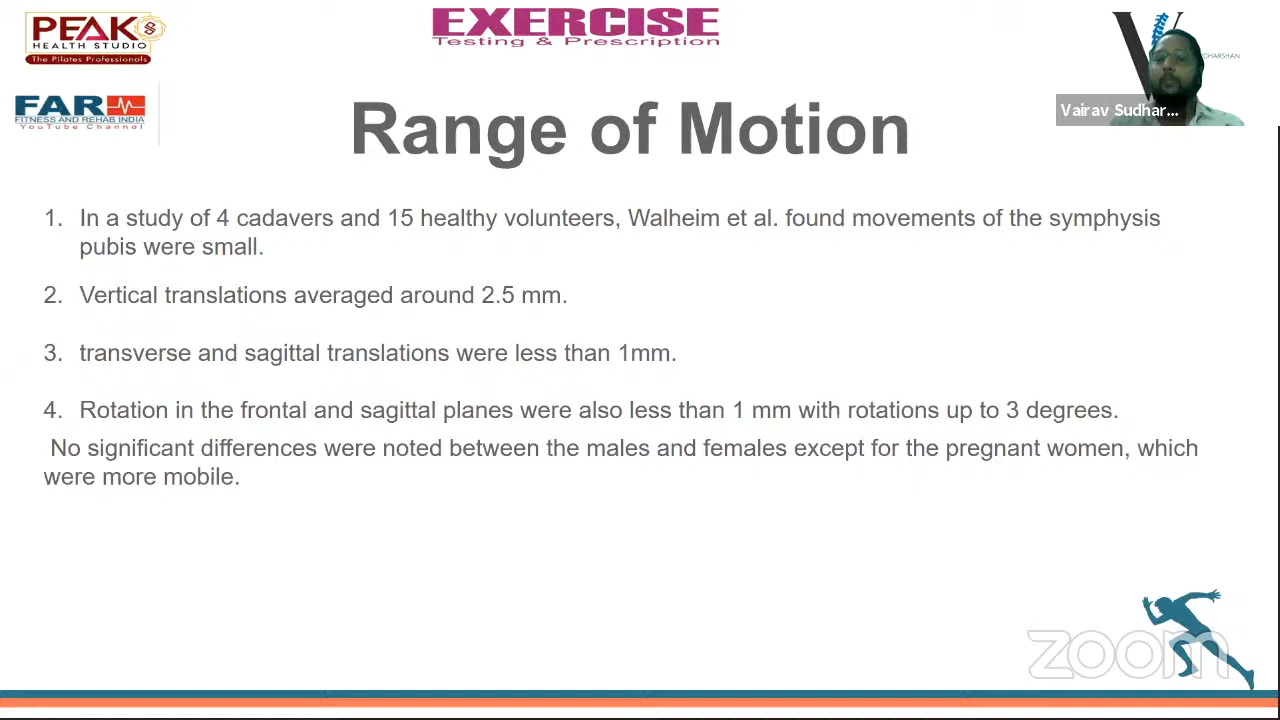 PEAK
HEALTH STUDIO
The Pilates Professionals
EXERCISE
Testing & Prescription
DHARSHAN
Vairav Sudhar...
FAR
FITNESS AND REHAB INDIA
YouTube Channel
Range of Motion
1. In a study of 4 cadavers and 15 healthy volunteers, Walheim et al. found movements of the symphysis
pubis were small.
2. Vertical translations averaged around 2.5 mm.
3. transverse and sagittal translations were less than 1mm.
4. Rotation in the frontal and sagittal planes were also less than 1 mm with rotations up to 3 degrees.
No significant differences were noted between the males and females except for the pregnant women, which
were more mobile.
zoom